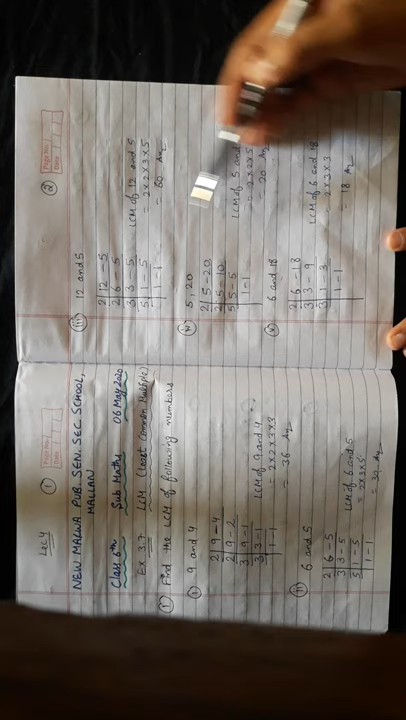 Lec 4
①
Page No.
Date
NEW MALWA PUB. SEN. SEC. SCHOOL,
MALLAN
Class 6th Sub Maths 06 May 2020
Ex 3.7 LCM (Least Common Multiple)
① Find the LCM of following numbers
(i) 9 and 4
2 | 9 - 4
2 | 9 - 2
3 | 9 - 1
3 | 3 - 1
1 - 1
LCM of 9 and 4
= 2×2×3×3
= 36 Ans
(ii) 6 and 5
2 | 6 - 5
3 | 3 - 5
5 | 1 - 5
1 - 1
LCM of 6 and 5
= 2×3×5
= 30 Ans
②
Page No.
Date
(iii) 12 and 5
2 | 12 - 5
2 | 6 - 5
3 | 3 - 5
5 | 1 - 5
1 - 1
LCM of 12 and 5
= 2×2×3×5
= 60 Ans
(iv) 5, 20
2 | 5 - 20
2 | 5 - 10
5 | 5 - 5
1 - 1
LCM of 5 and
= 2×2×5
= 20 Ans
(v) 6 and 18
2 | 6 - 18
3 | 3 - 9
3 | 1 - 3
1 - 1
LCM of 6 and 18
= 2×3×3
= 18 Ans